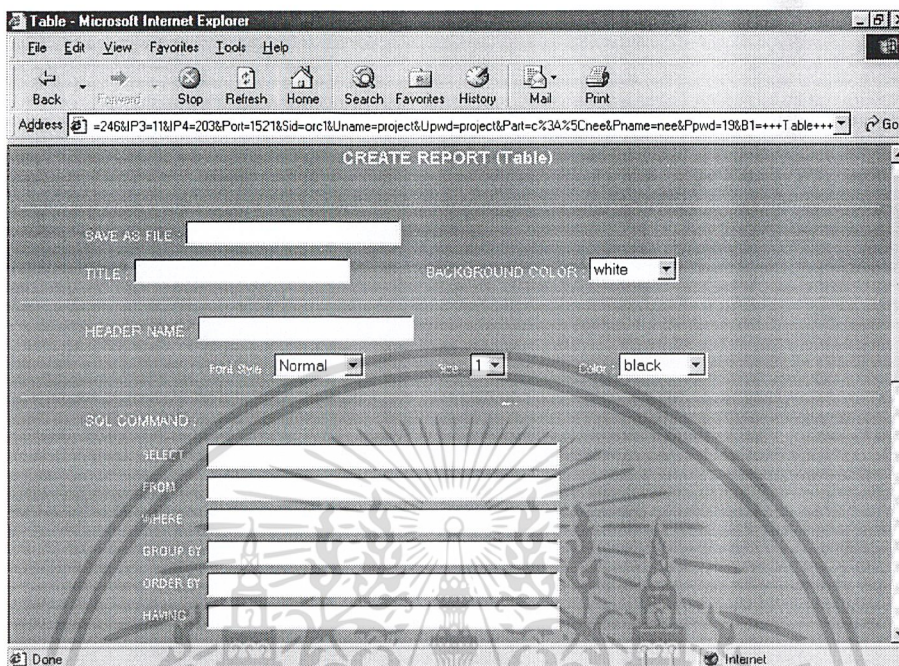 Table - Microsoft Internet Explorer
File Edit View Favorites Tools Help
Back Forward Stop Refresh Home Search Favorites History Mail Print
Address =246&IP3=11&IP4=203&Port=1521&Sid=orc1&Uname=project&Upwd=project&Part=c%3A%5Cnee&Pname=nee&Ppwd=19&B1=+++Table+++ Go
CREATE REPORT (Table)
SAVE AS FILE :
TITLE : BACKGROUND COLOR : white
HEADER NAME :
Font Style Normal Size 1 Color : black
SQL COMMAND :
SELECT
FROM
WHERE
GROUP BY
ORDER BY
HAVING
Done Internet